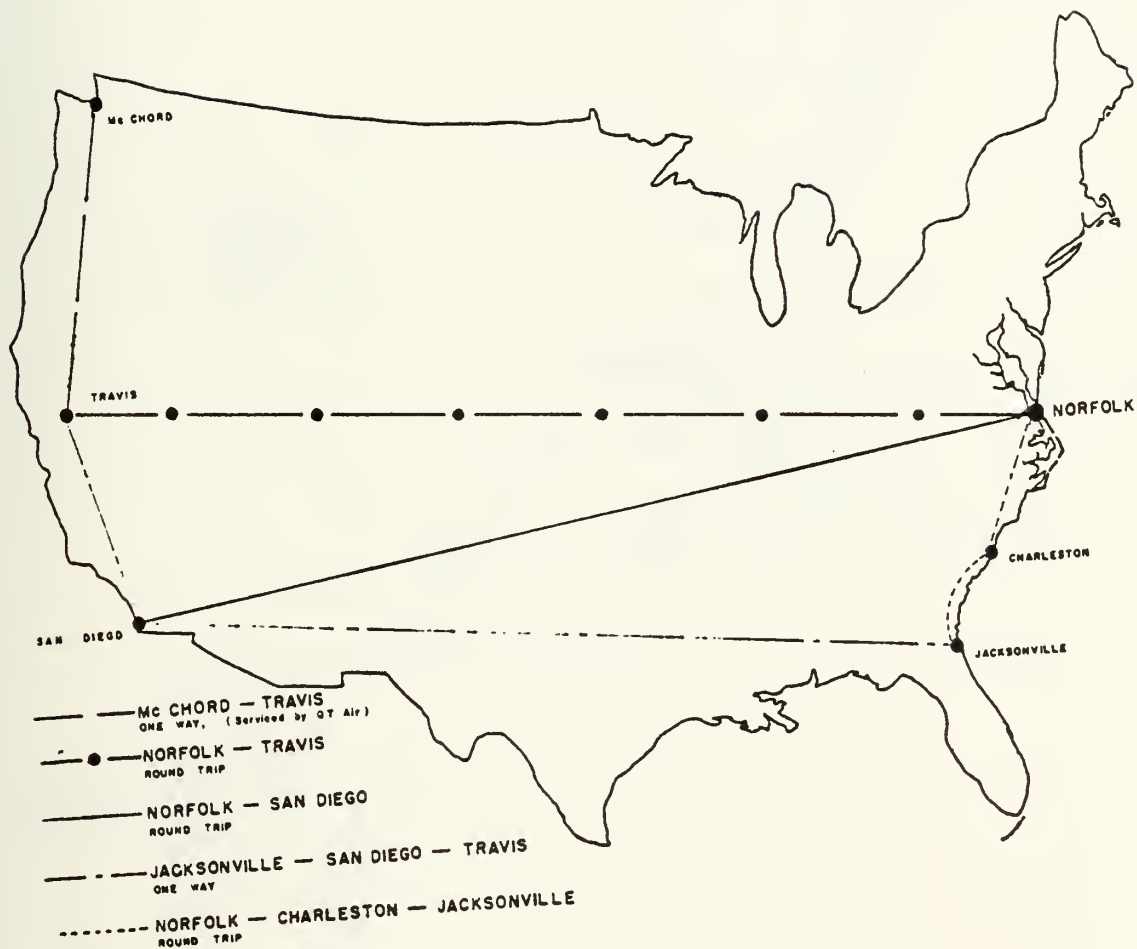 Mc CHORD
TRAVIS
NORFOLK
CHARLESTON
SAN DIEGO
JACKSONVILLE
Mc CHORD — TRAVIS
ONE WAY, (Serviced by QT Air)
NORFOLK — TRAVIS
ROUND TRIP
NORFOLK — SAN DIEGO
ROUND TRIP
JACKSONVILLE — SAN DIEGO — TRAVIS
ONE WAY
NORFOLK — CHARLESTON — JACKSONVILLE
ROUND TRIP